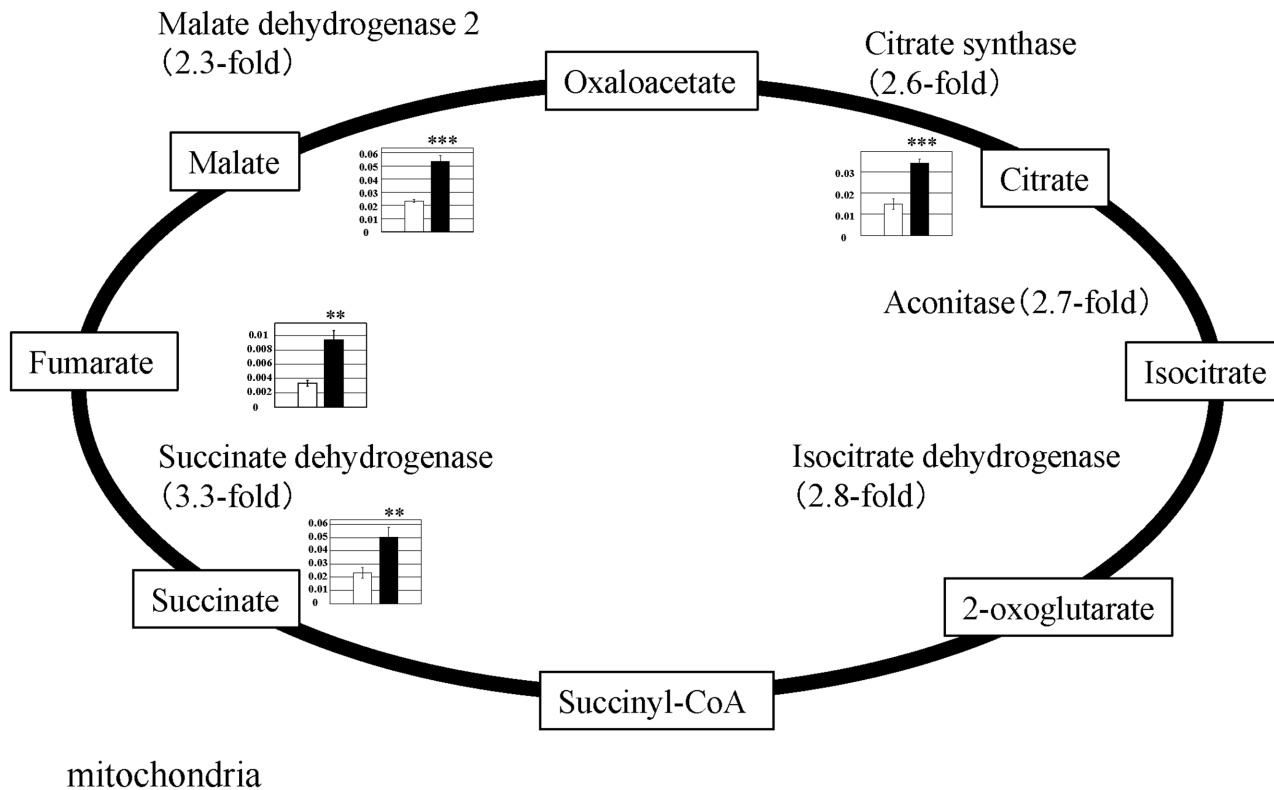 Malate dehydrogenase 2
(2.3-fold)
Citrate synthase
(2.6-fold)
Oxaloacetate
Malate
***
0.06
0.05
0.04
0.03
0.02
0.01
0
***
0.03
0.02
0.01
0
Citrate
Aconitase(2.7-fold)
Fumarate
**
0.01
0.008
0.006
0.004
0.002
0
Isocitrate
Succinate dehydrogenase
(3.3-fold)
Isocitrate dehydrogenase
(2.8-fold)
**
0.06
0.05
0.04
0.03
0.02
0.01
0
Succinate
2-oxoglutarate
Succinyl-CoA
mitochondria